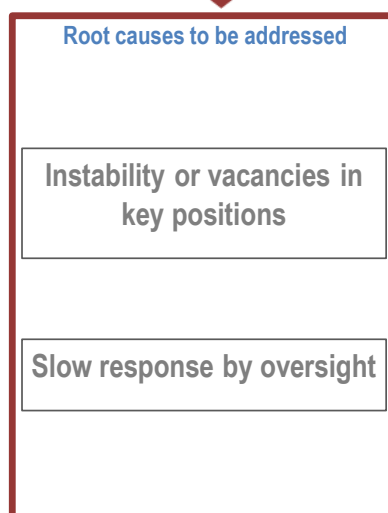 Root causes to be addressed
Instability or vacancies in
key positions
Slow response by oversight